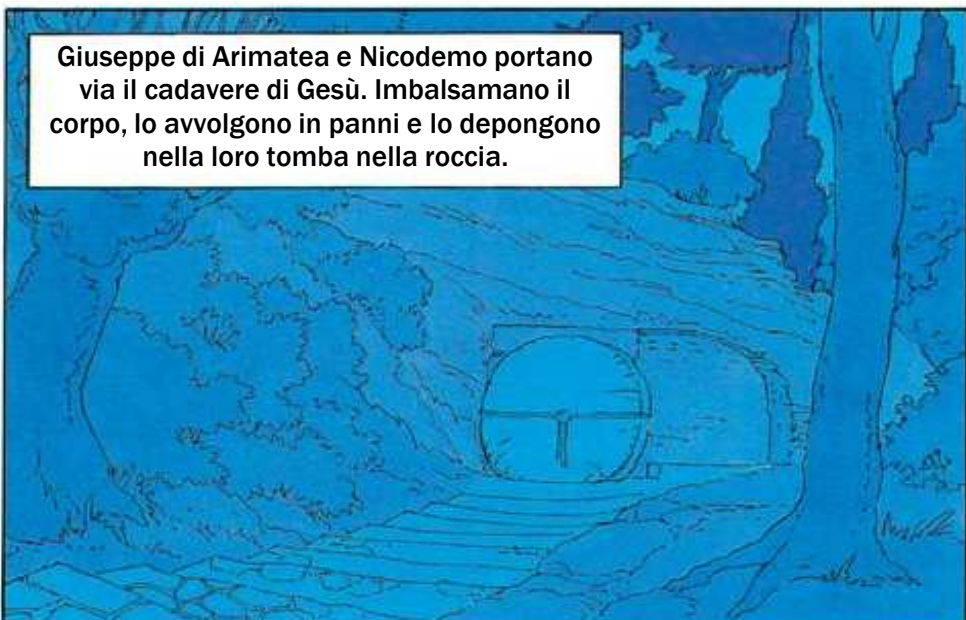 Giuseppe di Arimatea e Nicodemo portano
via il cadavere di Gesù. Imbalsamano il
corpo, lo avvolgono in panni e lo depongono
nella loro tomba nella roccia.